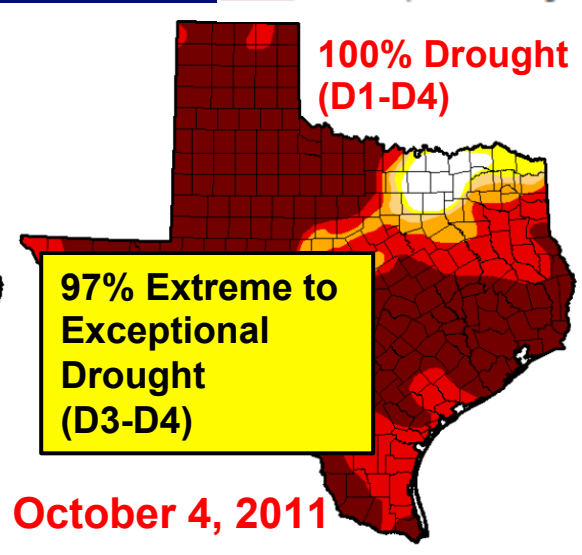 100% Drought
(D1-D4)
97% Extreme to
Exceptional
Drought
(D3-D4)
October 4, 2011